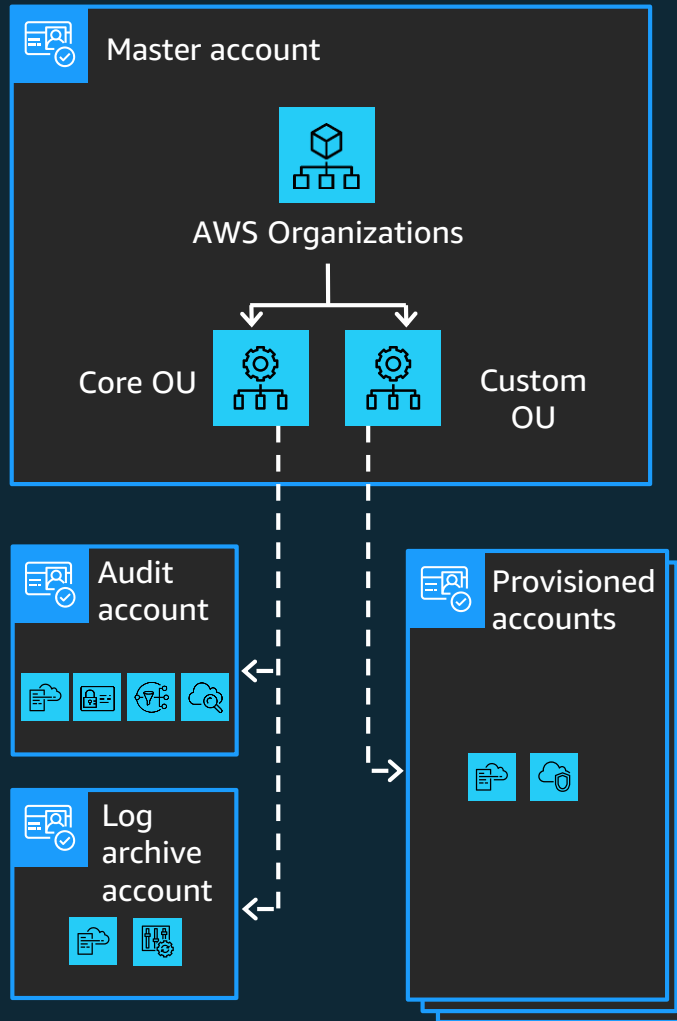 Master account
AWS Organizations
Core OU
Custom
OU
Audit
account
Provisioned
accounts
Log
archive
account